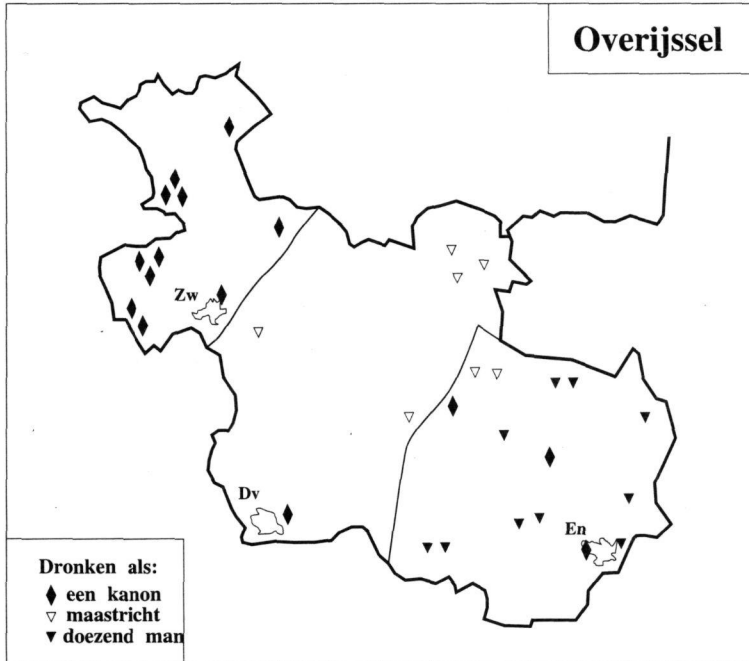 Overijssel
Zw
Dv
En
Dronken als:
een kanon
maastricht
doezend man